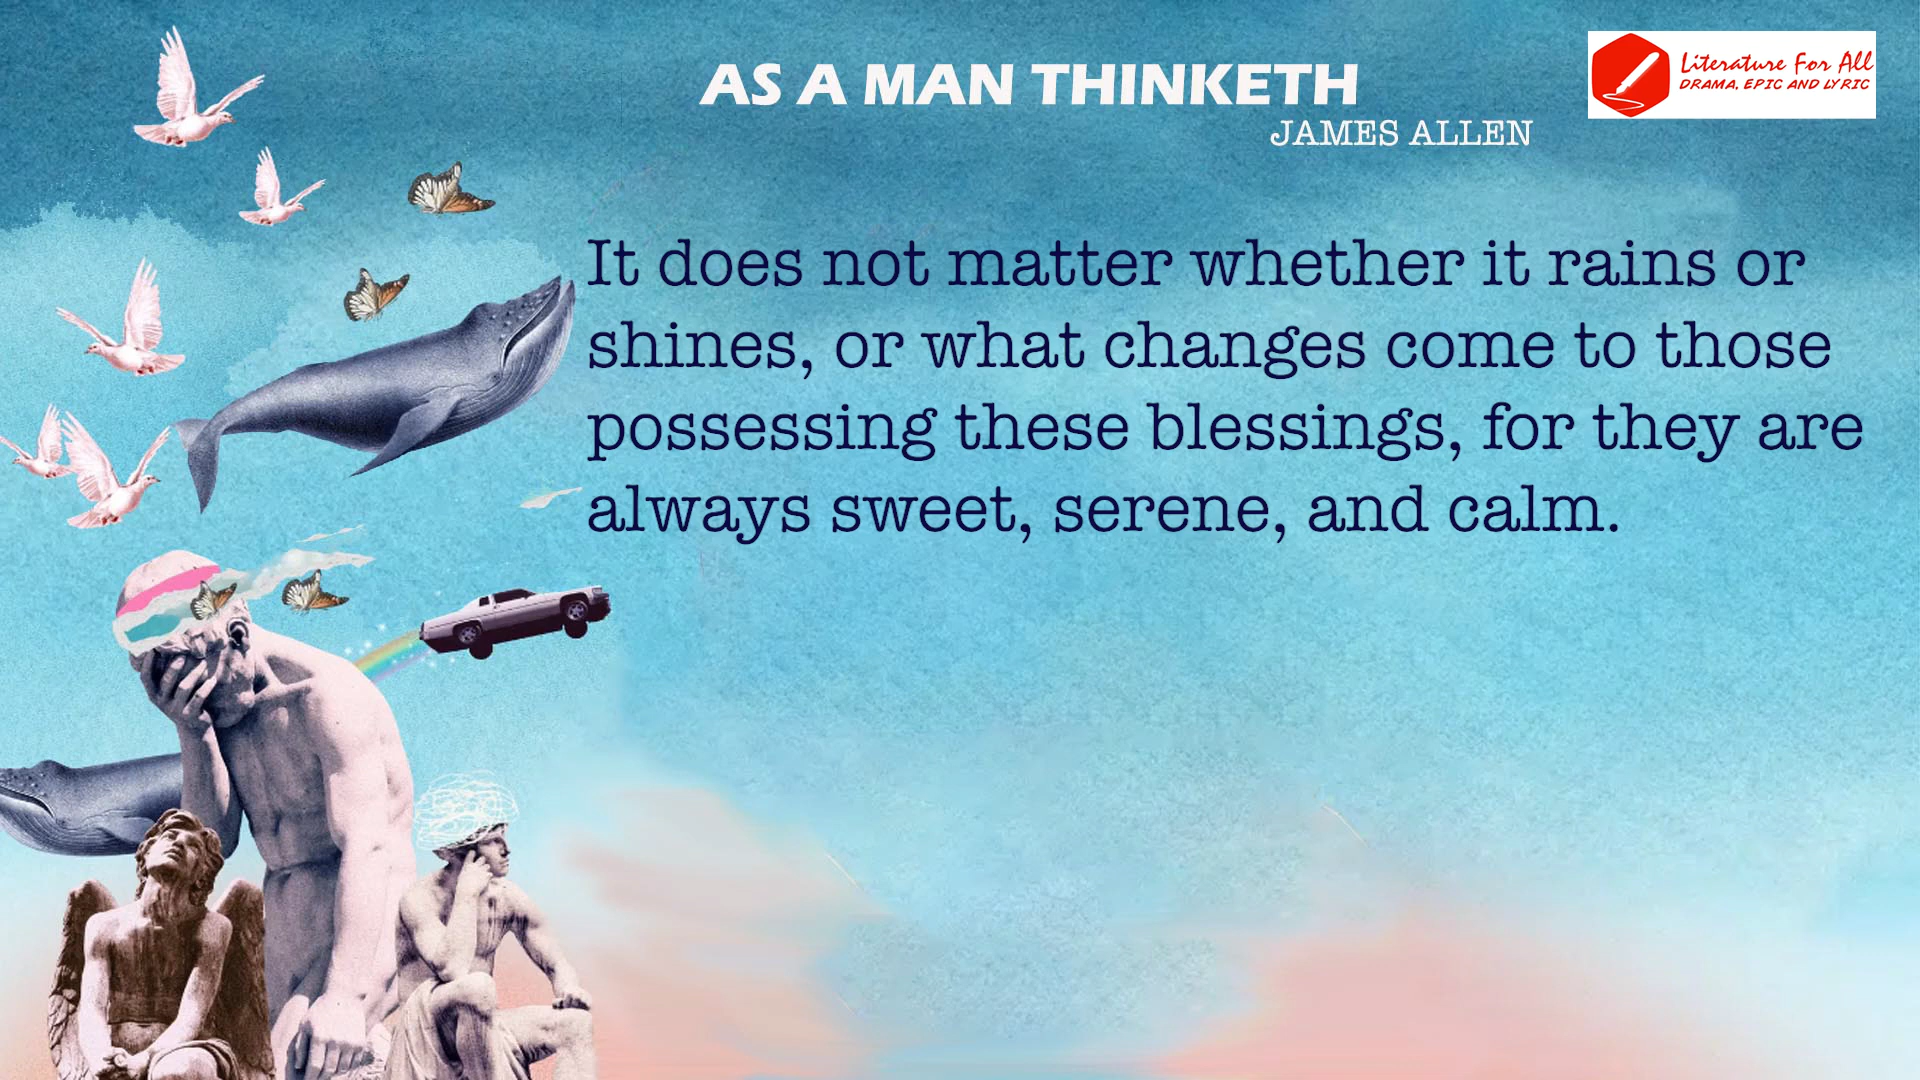 AS A MAN THINKETH
JAMES ALLEN
Literature For All
DRAMA, EPIC AND LYRIC
It does not matter whether it rains or
shines, or what changes come to those
possessing these blessings, for they are
always sweet, serene, and calm.